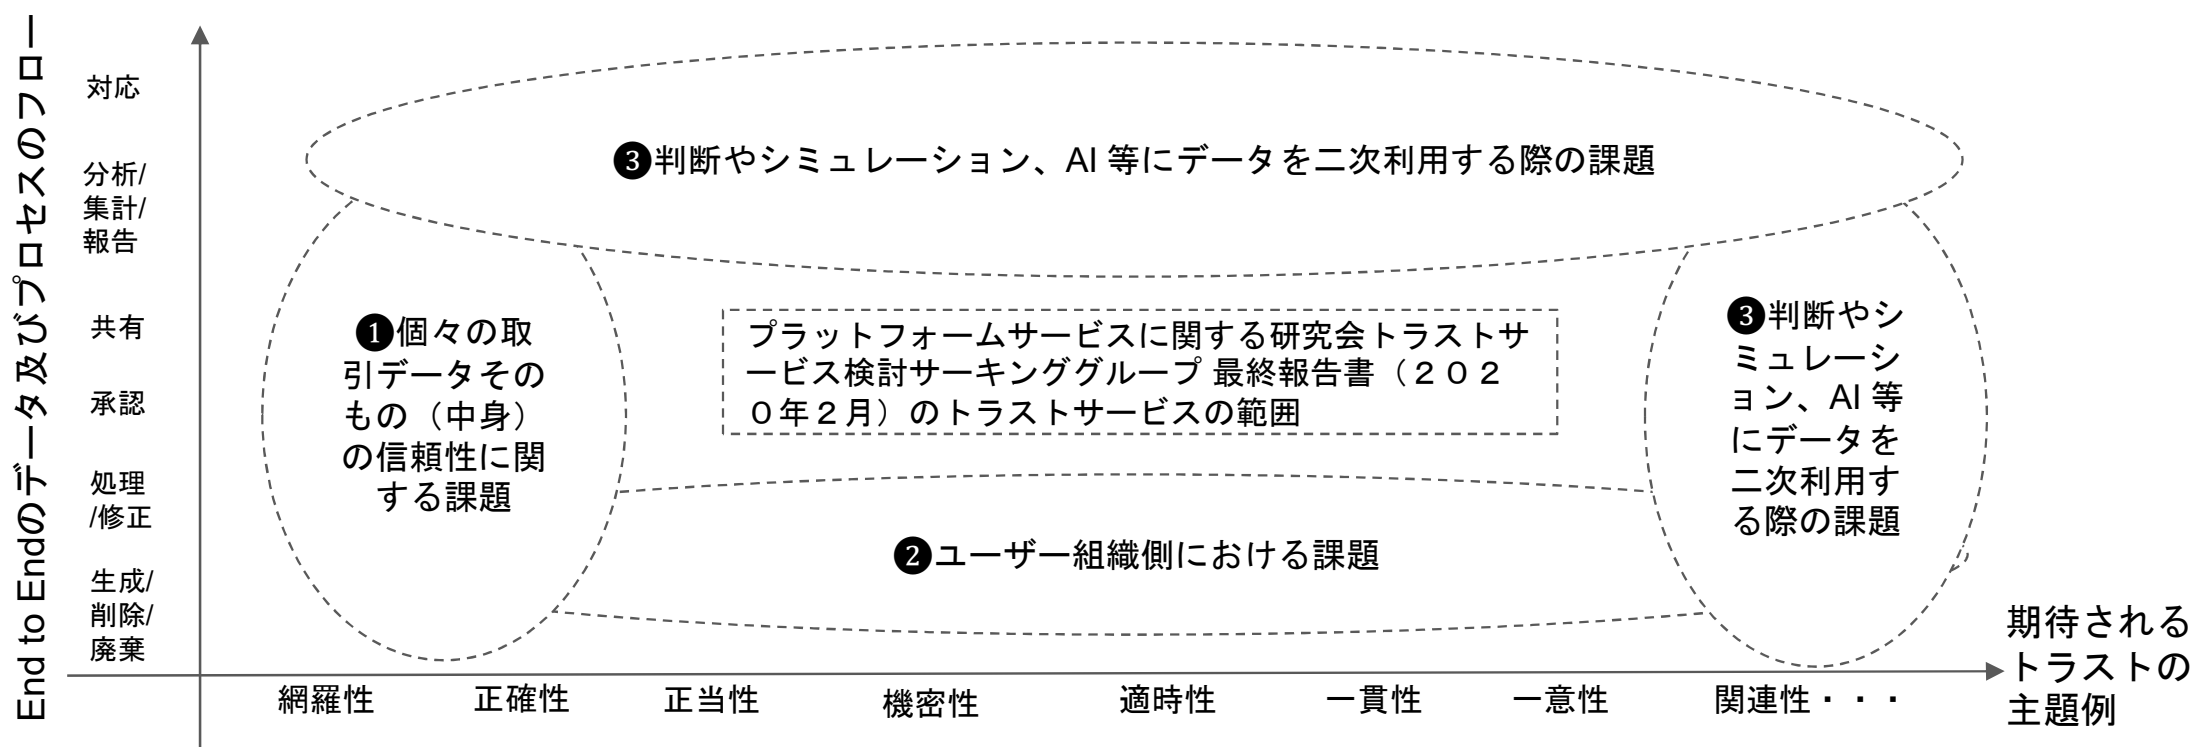 End to Endのデータ及びプロセスのフロー
対応
分析/
集計/
報告
共有
承認
処理
/修正
生成/
削除/
廃棄
❸判断やシミュレーション、AI 等にデータを二次利用する際の課題
❶個々の取
引データその
もの（中身）
の信頼性に関
する課題
プラットフォームサービスに関する研究会トラストサ
ービス検討サーキンググループ 最終報告書（２０２
０年２月）のトラストサービスの範囲
❸判断やシ
ミュレーシ
ョン、AI 等
にデータを
二次利用す
る際の課題
❷ユーザー組織側における課題
網羅性
正確性
正当性
機密性
適時性
一貫性
一意性
関連性・・・
期待される
トラストの
主題例